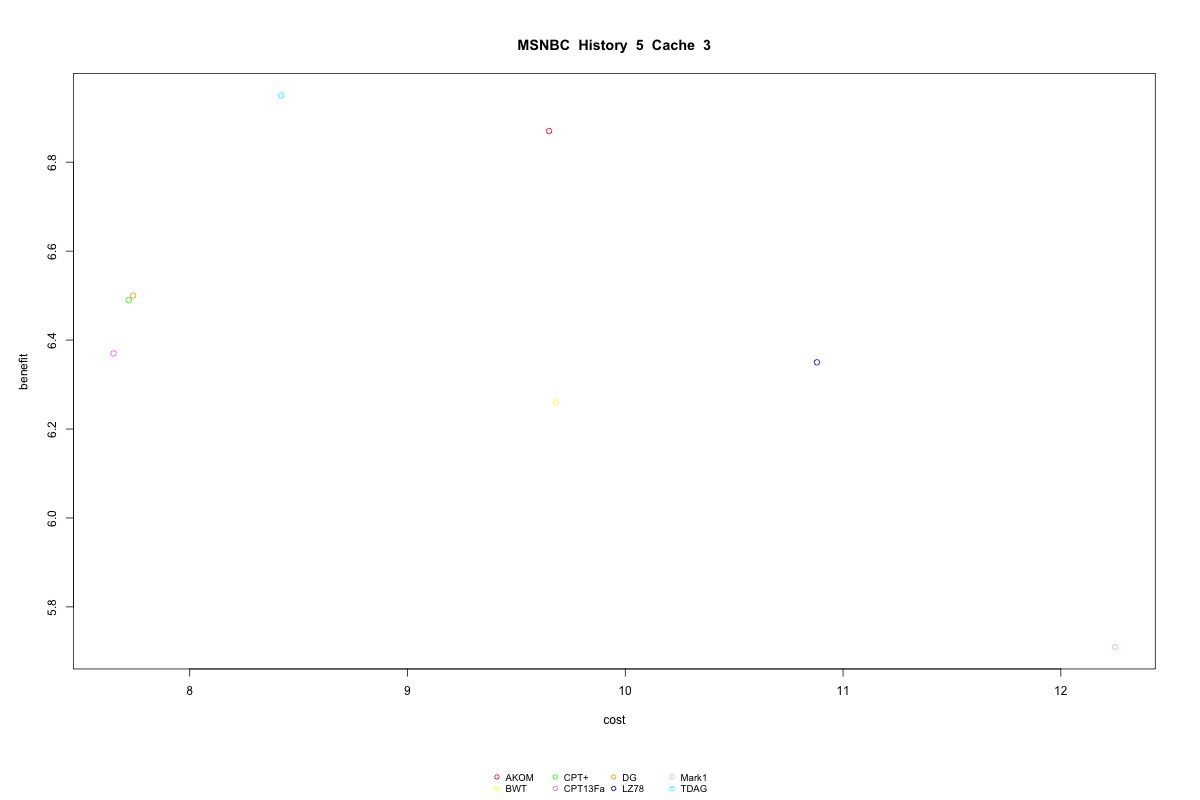 MSNBC History 5 Cache 3
benefit
6.8
6.6
6.4
6.2
6.0
5.8
8 9 10 11 12
cost
AKOM CPT+ DG Mark1
BWT CPT13Fa LZ78 TDAG